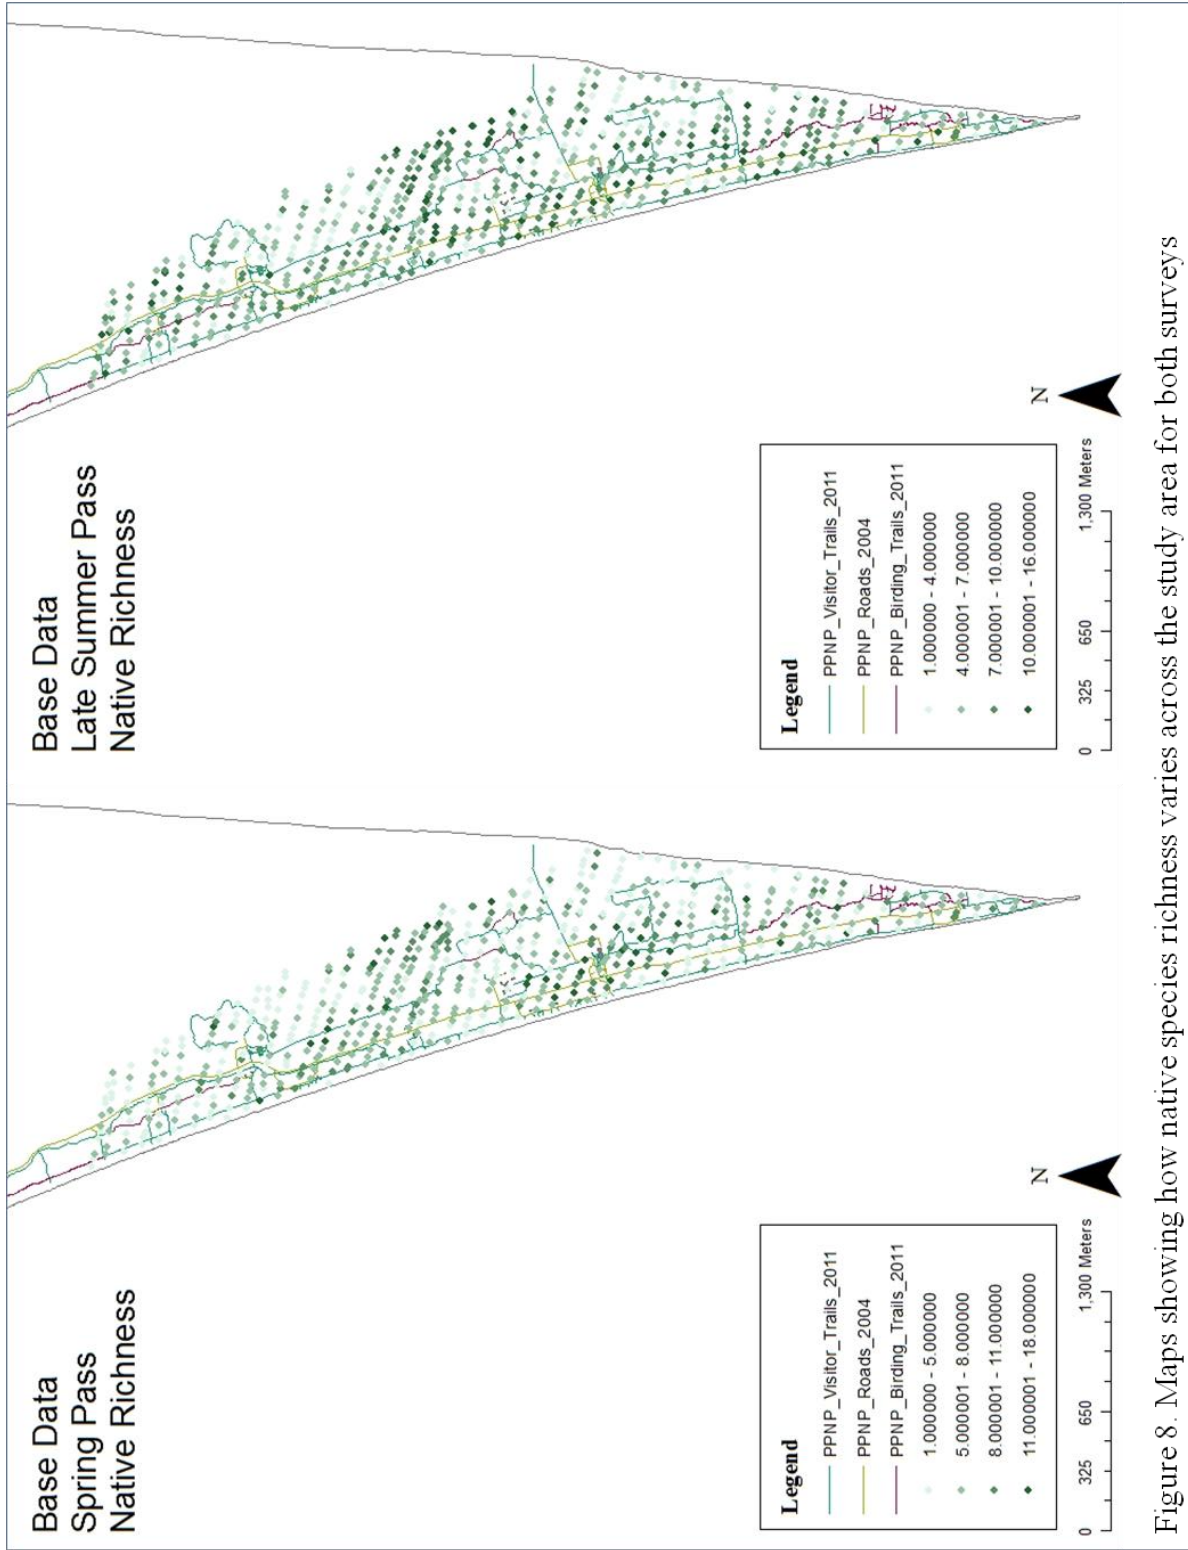 Base Data
Spring Pass
Native Richness
Legend
PPNP_Visitor_Trails_2011
PPNP_Roads_2004
PPNP_Birding_Trails_2011
1.000000 - 5.000000
5.000001 - 8.000000
8.000001 - 11.000000
11.000001 - 18.000000
0 325 650 1,300 Meters
N
Base Data
Late Summer Pass
Native Richness
Legend
PPNP_Visitor_Trails_2011
PPNP_Roads_2004
PPNP_Birding_Trails_2011
1.000000 - 4.000000
4.000001 - 7.000000
7.000001 - 10.000000
10.000001 - 16.000000
0 325 650 1,300 Meters
N
Figure 8. Maps showing how native species richness varies across the study area for both surveys